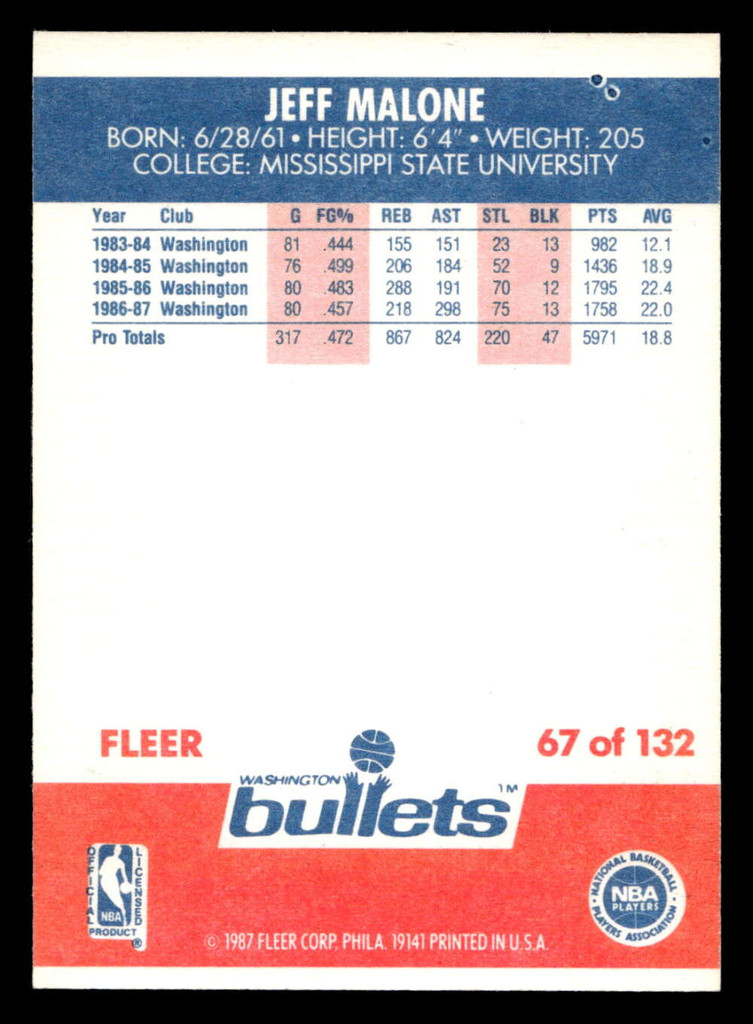 JEFF MALONE
BORN: 6/28/61 • HEIGHT: 6'4" • WEIGHT: 205
COLLEGE: MISSISSIPPI STATE UNIVERSITY
Year Club G FG% REB AST STL BLK PTS AVG
1983-84 Washington 81 .444 155 151 23 13 982 12.1
1984-85 Washington 76 .499 206 184 52 9 1436 18.9
1985-86 Washington 80 .483 288 191 70 12 1795 22.4
1986-87 Washington 80 .457 218 298 75 13 1758 22.0
Pro Totals 317 .472 867 824 220 47 5971 18.8
FLEER 67 of 132
WASHINGTON
bullets TM
OFFICIAL LICENSED
NBA
PRODUCT ®
• NATIONAL BASKETBALL •
NBA
PLAYERS
PLAYERS ASSOCIATION
© 1987 FLEER CORP. PHILA. 19141 PRINTED IN U.S.A.